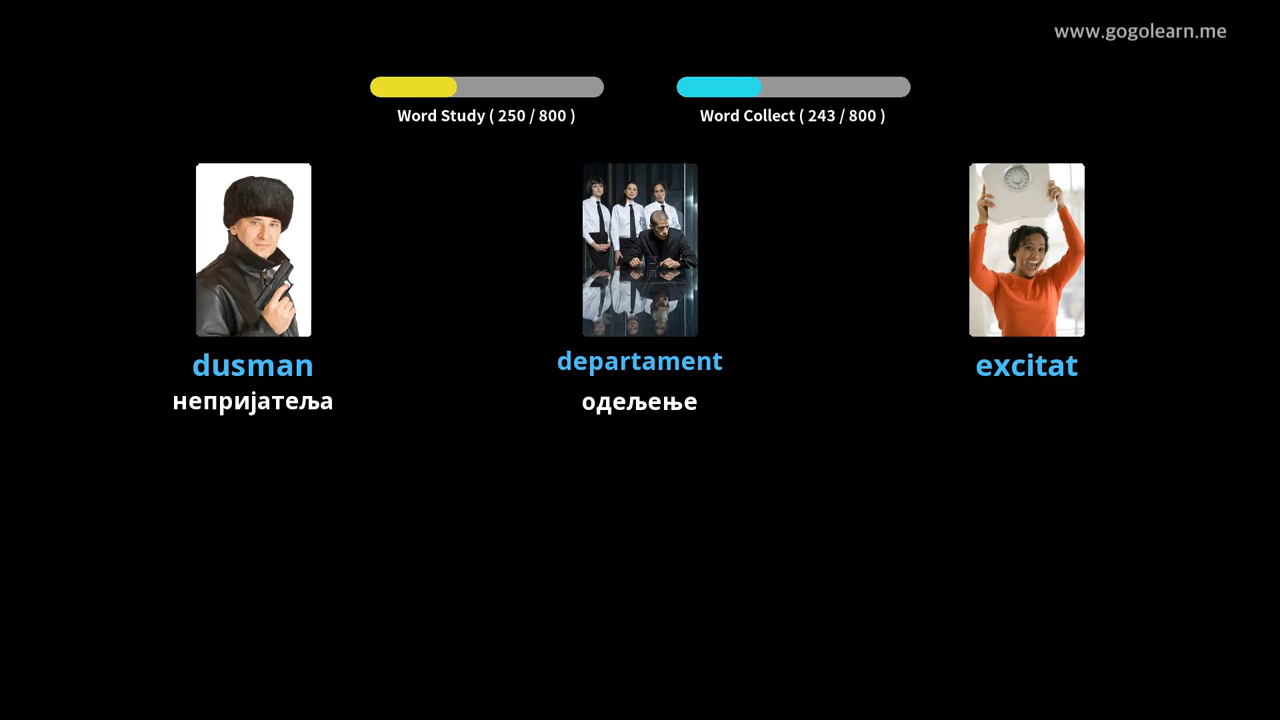 www.gogolearn.me
Word Study ( 250 / 800 )
Word Collect ( 243 / 800 )
dusman
непријатеља
departament
одељење
excitat